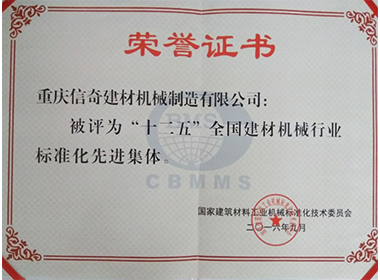 荣誉证书
重庆信奇建材机械制造有限公司:
被评为“十二五”全国建材机械行业
标准化先进集体。
BMS
CBMMS
国家建筑材料工业机械标准化技术委员会
二〇一六年九月